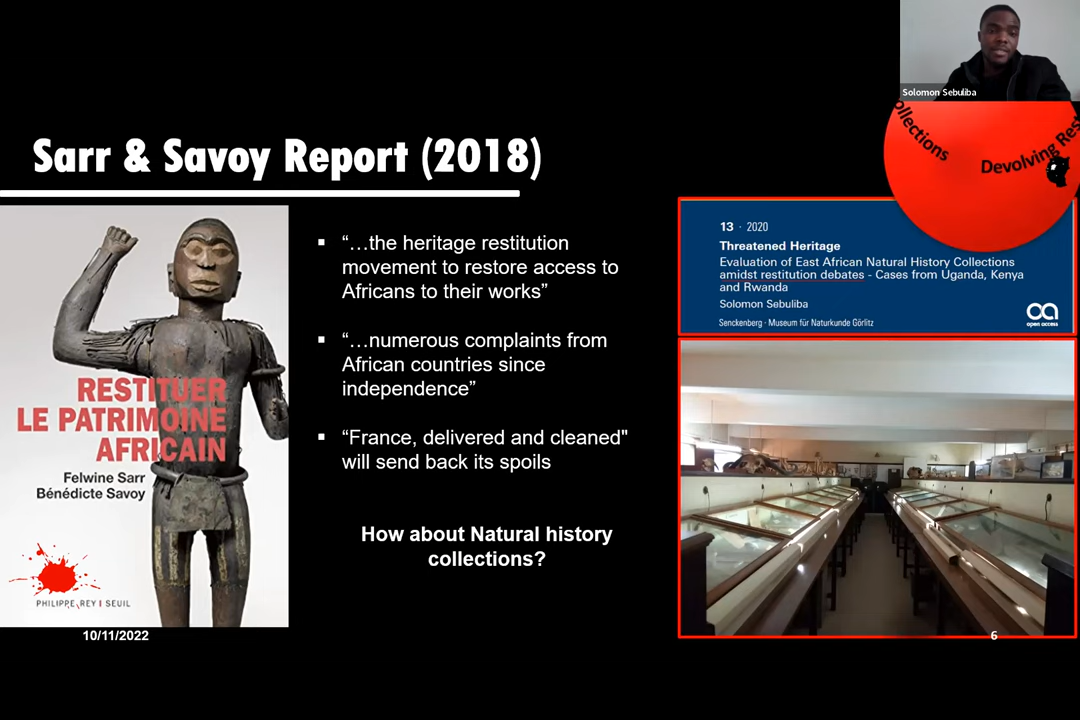 Solomon Sebuliba
ollections
Devolving Rest
Sarr & Savoy Report (2018)
RESTITUER
LE PATRIMOINE
AFRICAIN
Felwine Sarr
Bénédicte Savoy
PHILIPPE REY | SEUIL
10/11/2022
▪ “…the heritage restitution
movement to restore access to
Africans to their works”
▪ “…numerous complaints from
African countries since
independence”
▪ “France, delivered and cleaned"
will send back its spoils
How about Natural history
collections?
13 · 2020
Threatened Heritage
Evaluation of East African Natural History Collections
amidst restitution debates - Cases from Uganda, Kenya
and Rwanda
Solomon Sebuliba
Senckenberg · Museum für Naturkunde Görlitz
oa
open access
6